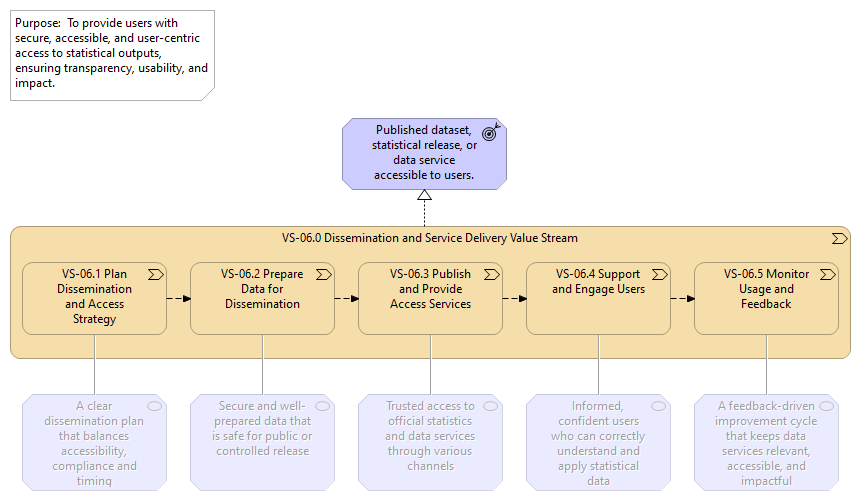 Purpose:  To provide users with
secure, accessible, and user-centric
access to statistical outputs,
ensuring transparency, usability, and
impact.
Published dataset,
statistical release, or
data service
accessible to users.
VS-06.0 Dissemination and Service Delivery Value Stream
VS-06.1 Plan
Dissemination
and Access
Strategy
VS-06.2 Prepare
Data for
Dissemination
VS-06.3 Publish
and Provide
Access Services
VS-06.4 Support
and Engage Users
VS-06.5 Monitor
Usage and
Feedback
A clear
dissemination plan
that balances
accessibility,
compliance and
timing
Secure and well-
prepared data that
is safe for public or
controlled release
Trusted access to
official statistics
and data services
through various
channels
Informed,
confident users
who can correctly
understand and
apply statistical
data
A feedback-driven
improvement cycle
that keeps data
services relevant,
accessible, and
impactful